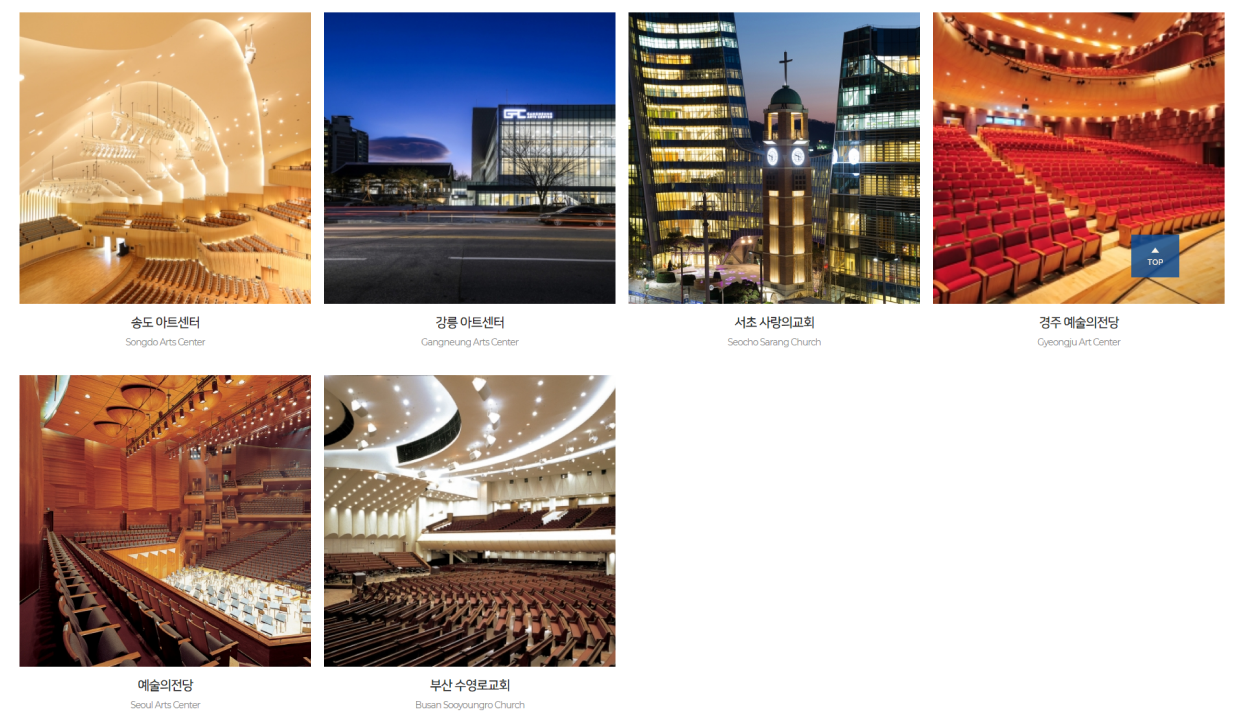 GAC
TOP
송도 아트센터
Songdo Arts Center
강릉 아트센터
Gangneung Arts Center
서초 사랑의교회
Seocho Sarang Church
경주 예술의전당
Gyeongju Art Center
예술의전당
Seoul Arts Center
부산 수영로교회
Busan Sooyoungro Church